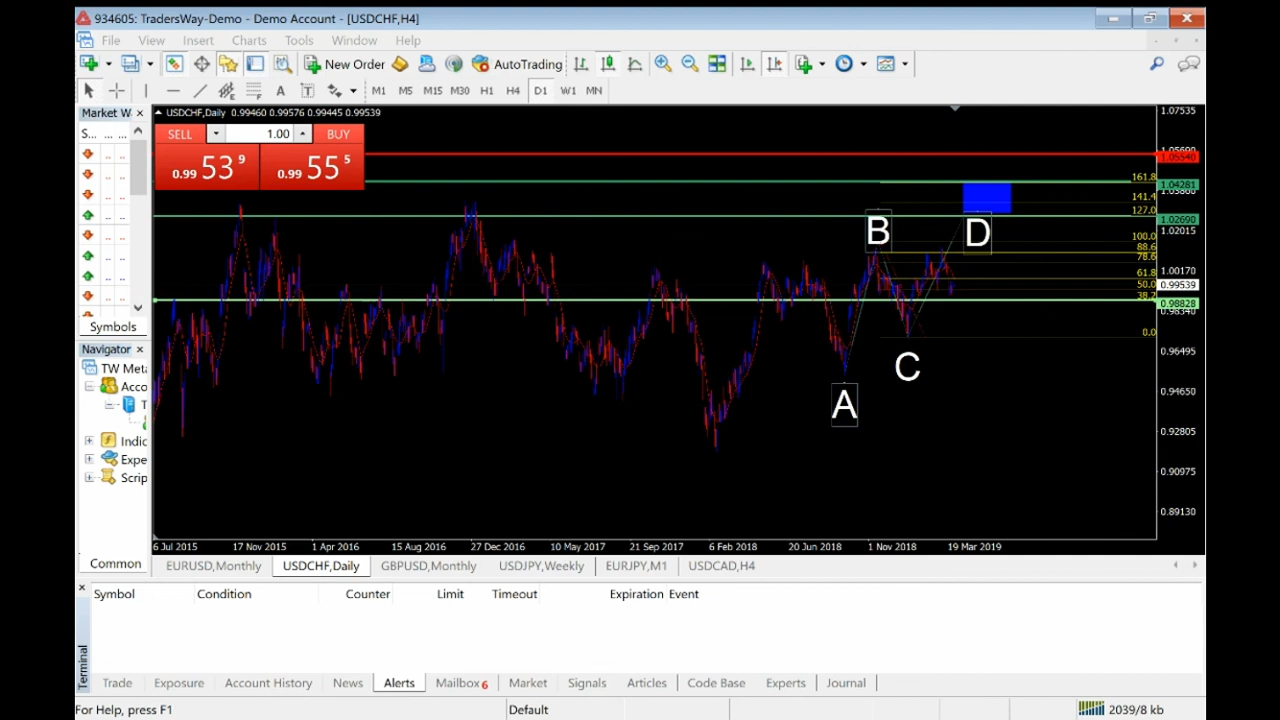 934605: TradersWay-Demo - Demo Account - [USDCHF,H4]
File View Insert Charts Tools Window Help
New Order AutoTrading
A T M1 M5 M15 M30 H1 H4 D1 W1 MN
Market W
USDCHF,Daily 0.99460 0.99576 0.99445 0.99539
S... ... ...
SELL 1.00 BUY
0.99 53 9 0.99 55 5
1.07535
1.05540
161.8 1.04281
141.4
127.0 1.02690
1.02015
100.0
88.6
78.6
1.00170
61.8
50.0 0.99539
38.2 0.98828
0.98340
0.0
0.96495
0.94650
0.92805
0.90975
0.89130
B
D
C
A
Symbols
Navigator
TW Meta
Acco
T
Indic
Expe
Scrip
Common
6 Jul 2015 17 Nov 2015 1 Apr 2016 15 Aug 2016 27 Dec 2016 10 May 2017 21 Sep 2017 6 Feb 2018 20 Jun 2018 1 Nov 2018 19 Mar 2019
EURUSD,Monthly USDCHF,Daily GBPUSD,Monthly USDJPY,Weekly EURJPY,M1 USDCAD,H4
Symbol Condition Counter Limit Timeout Expiration Event
Terminal
Trade Exposure Account History News Alerts Mailbox 6 Market Signals Articles Code Base Experts Journal
For Help, press F1 Default 2039/8 kb